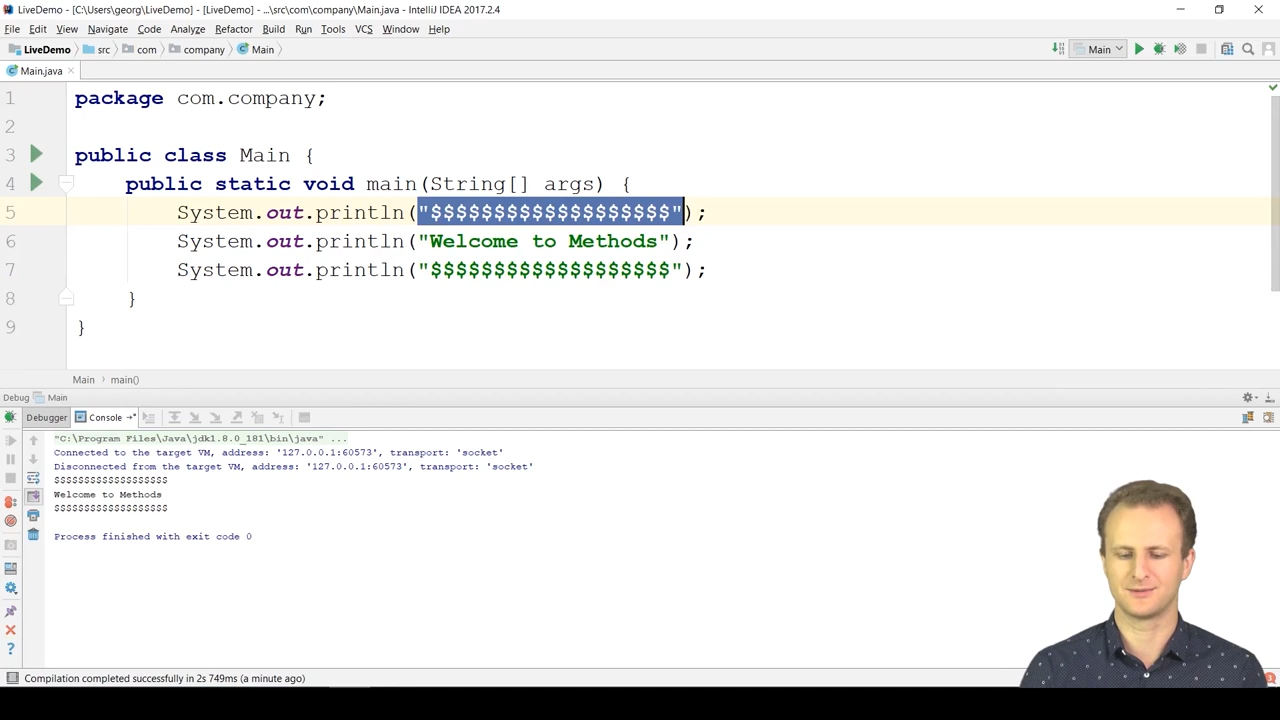 LiveDemo - [C:\Users\georg\LiveDemo] - [LiveDemo] - ...\src\com\company\Main.java - IntelliJ IDEA 2017.2.4
File Edit View Navigate Code Analyze Refactor Build Run Tools VCS Window Help
LiveDemo src com company Main Main
Main.java
1 package com.company;
2
3 public class Main {
4 public static void main(String[] args) {
5 System.out.println("$$$$$$$$$$$$$$$$$$$");
6 System.out.println("Welcome to Methods");
7 System.out.println("$$$$$$$$$$$$$$$$$$$");
8 }
9 }
Main › main()
Debug Main
Debugger Console
"C:\Program Files\Java\jdk1.8.0_181\bin\java" ...
Connected to the target VM, address: '127.0.0.1:60573', transport: 'socket'
Disconnected from the target VM, address: '127.0.0.1:60573', transport: 'socket'
$$$$$$$$$$$$$$$$$$$
Welcome to Methods
$$$$$$$$$$$$$$$$$$$
Process finished with exit code 0
Compilation completed successfully in 2s 749ms (a minute ago)